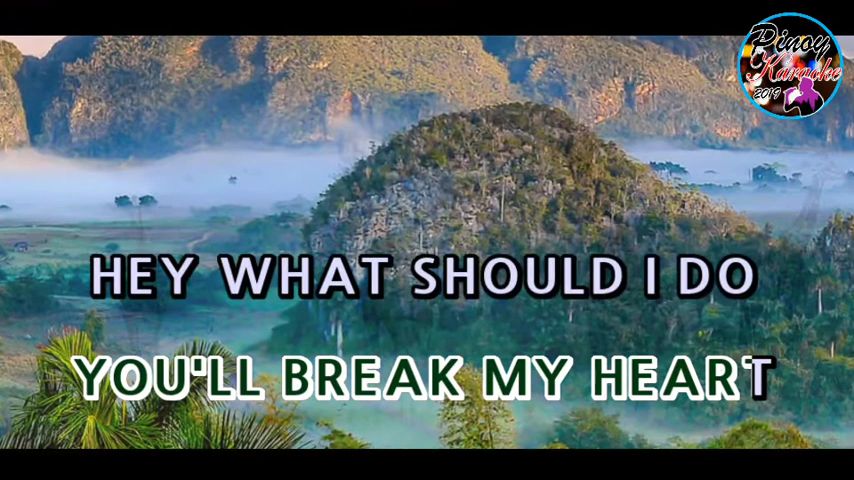 Pinoy
Karaoke
2019
HEY WHAT SHOULD I DO
YOU'LL BREAK MY HEART